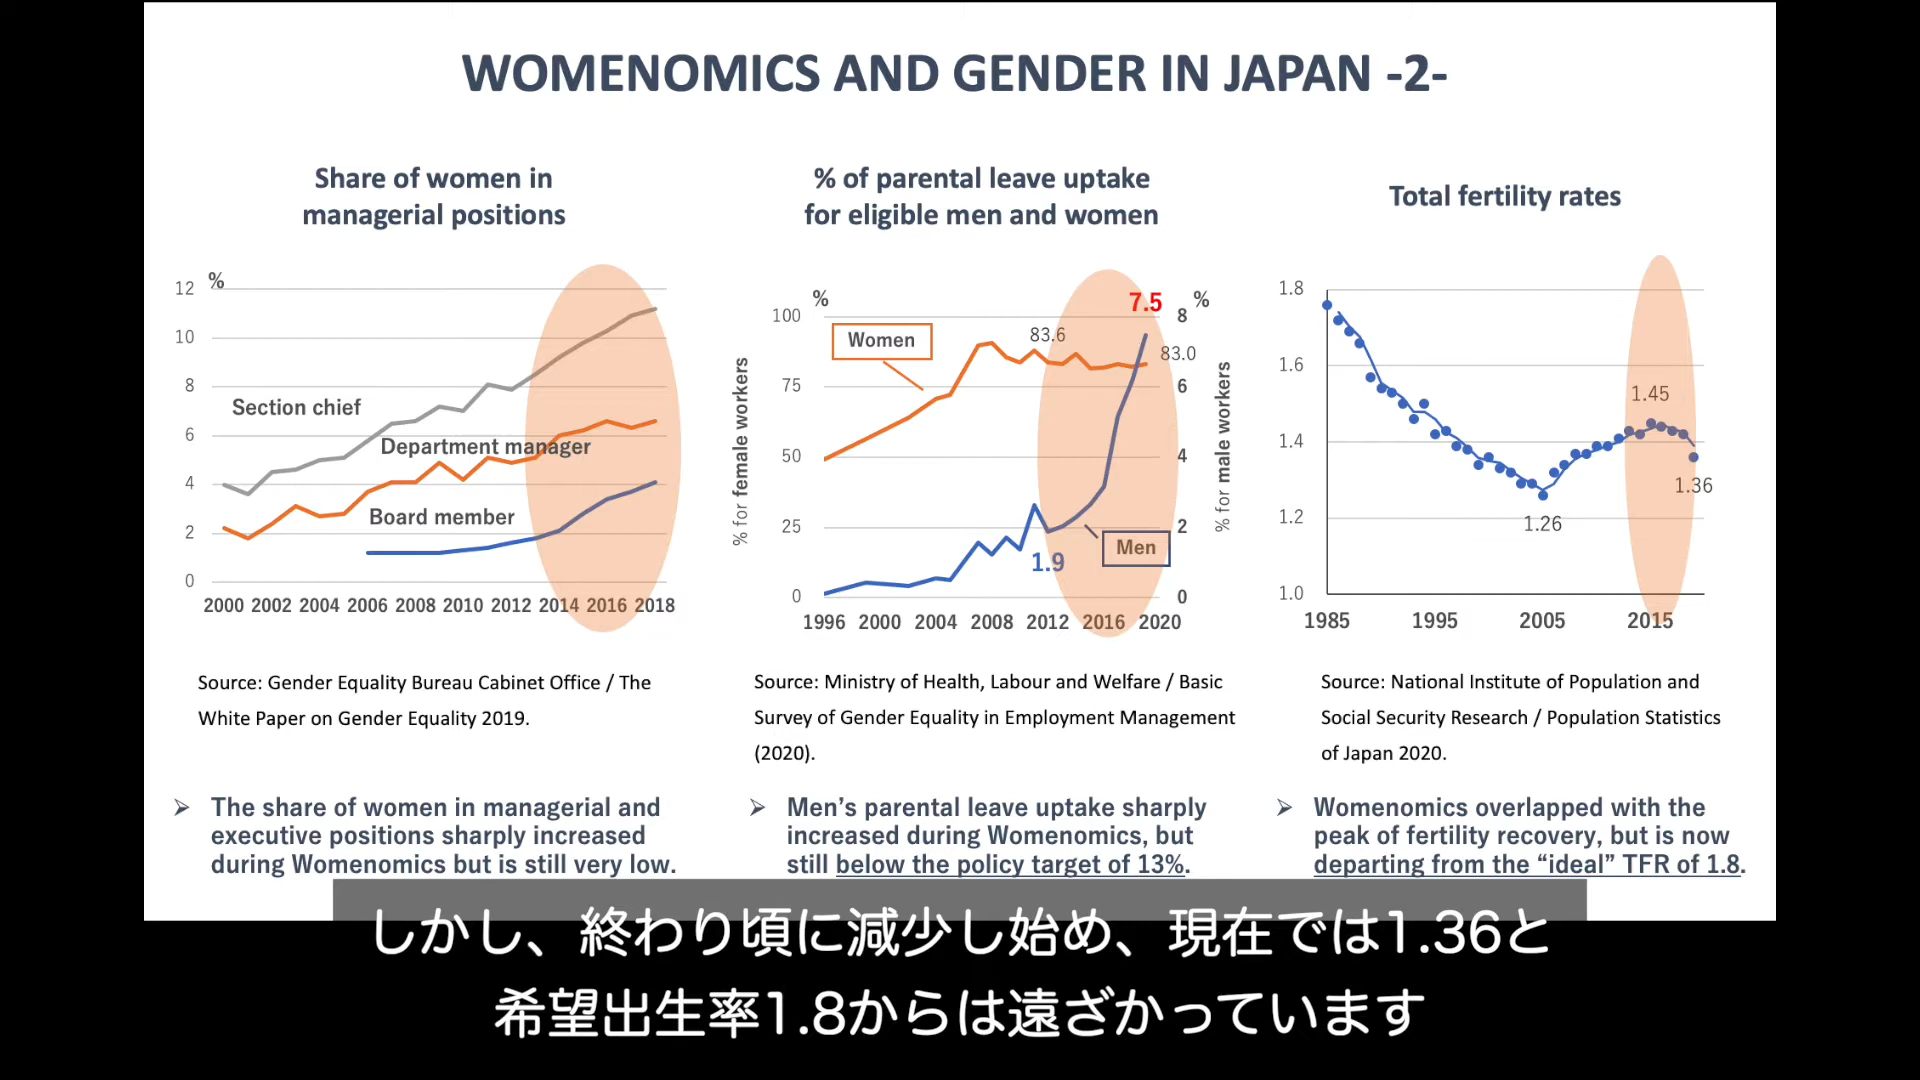 WOMENOMICS AND GENDER IN JAPAN -2-
Share of women in
managerial positions
%
12
10
8
6
4
2
0
Section chief
Department manager
Board member
2000 2002 2004 2006 2008 2010 2012 2014 2016 2018
Source: Gender Equality Bureau Cabinet Office / The
White Paper on Gender Equality 2019.
➢ The share of women in managerial and
executive positions sharply increased
during Womenomics but is still very low.
% of parental leave uptake
for eligible men and women
%
100
75
50
25
0
% for female workers
Women
83.6
7.5
83.0
1.9
Men
%
8
6
4
2
0
% for male workers
1996 2000 2004 2008 2012 2016 2020
Source: Ministry of Health, Labour and Welfare / Basic
Survey of Gender Equality in Employment Management
(2020).
➢ Men’s parental leave uptake sharply
increased during Womenomics, but
still below the policy target of 13%.
Total fertility rates
1.8
1.6
1.4
1.2
1.0
1.45
1.36
1.26
1985 1995 2005 2015
Source: National Institute of Population and
Social Security Research / Population Statistics
of Japan 2020.
➢ Womenomics overlapped with the
peak of fertility recovery, but is now
departing from the “ideal” TFR of 1.8.
しかし、終わり頃に減少し始め、現在では1.36と
希望出生率1.8からは遠ざかっています